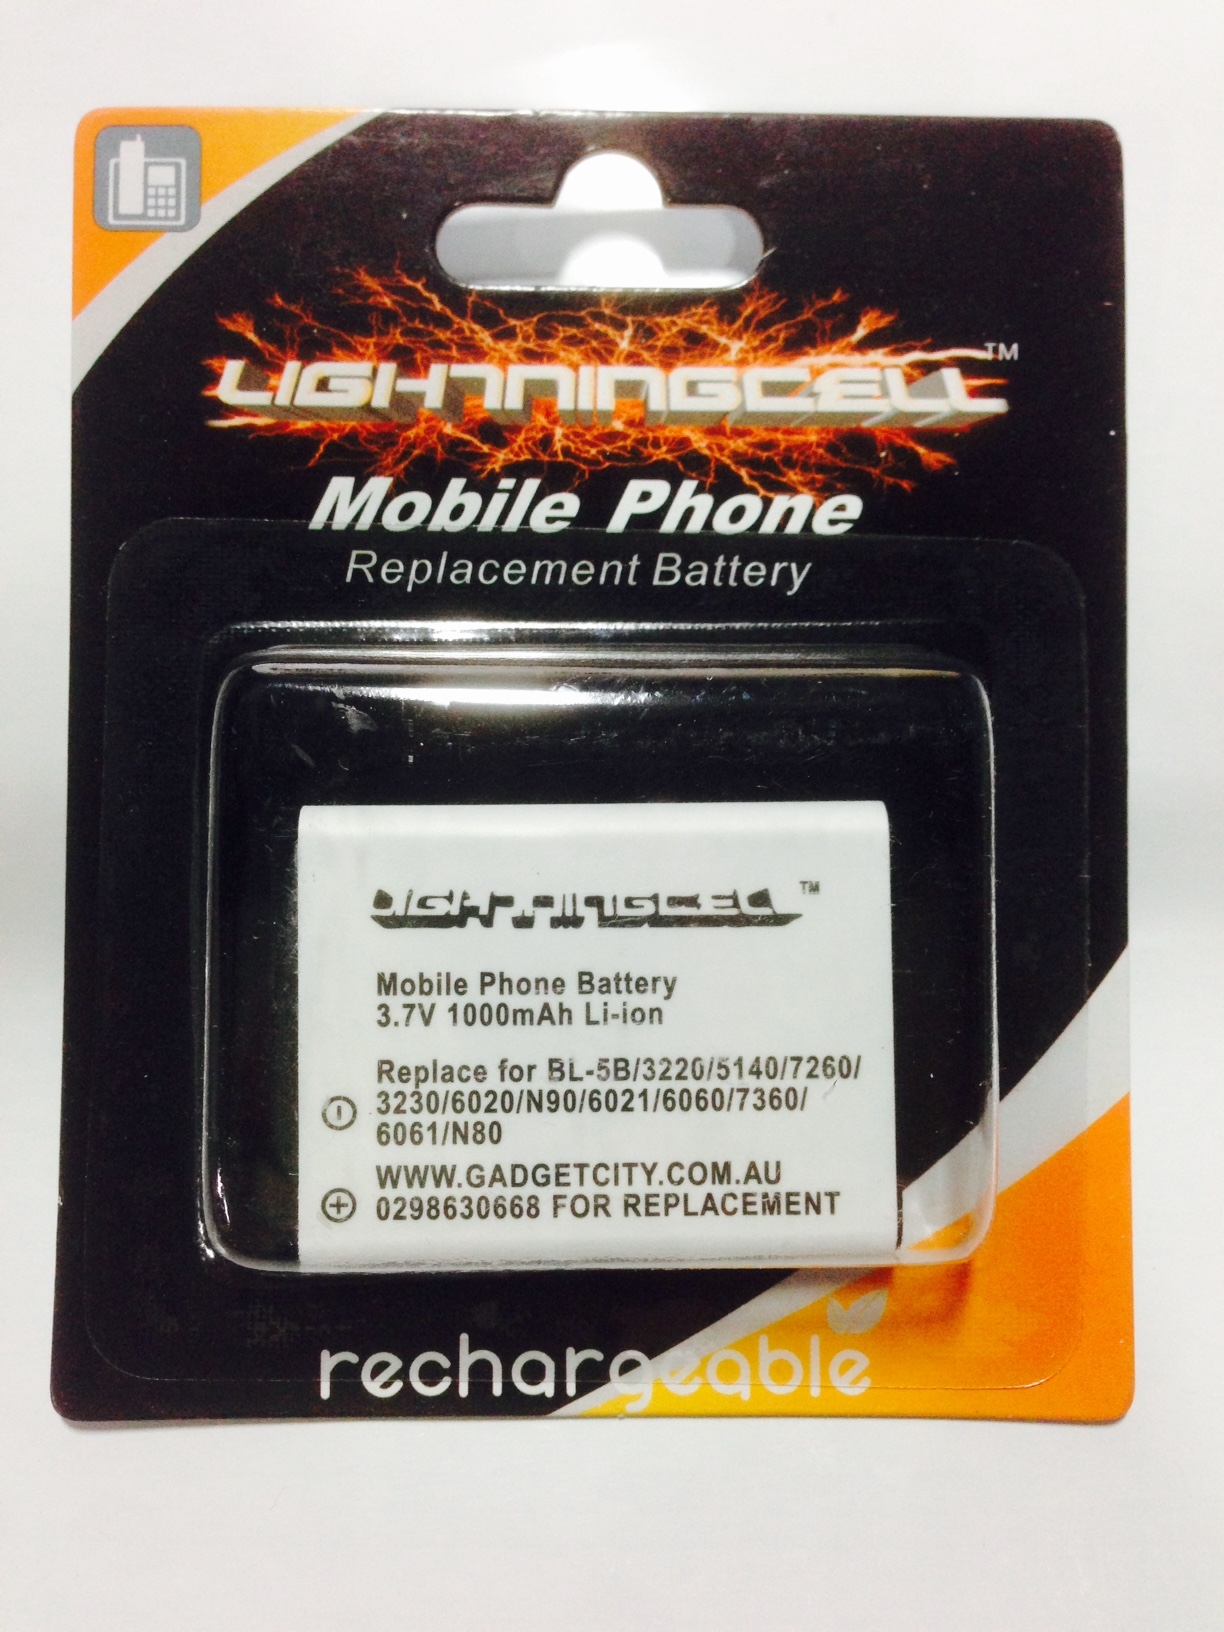 LIGHTNINGCELL™
Mobile Phone
Replacement Battery
LIGHTNINGCELL™
Mobile Phone Battery
3.7V 1000mAh Li-ion
Replace for BL-5B/3220/5140/7260/
3230/6020/N90/6021/6060/7360/
6061/N80
WWW.GADGETCITY.COM.AU
0298630668 FOR REPLACEMENT
rechargeable